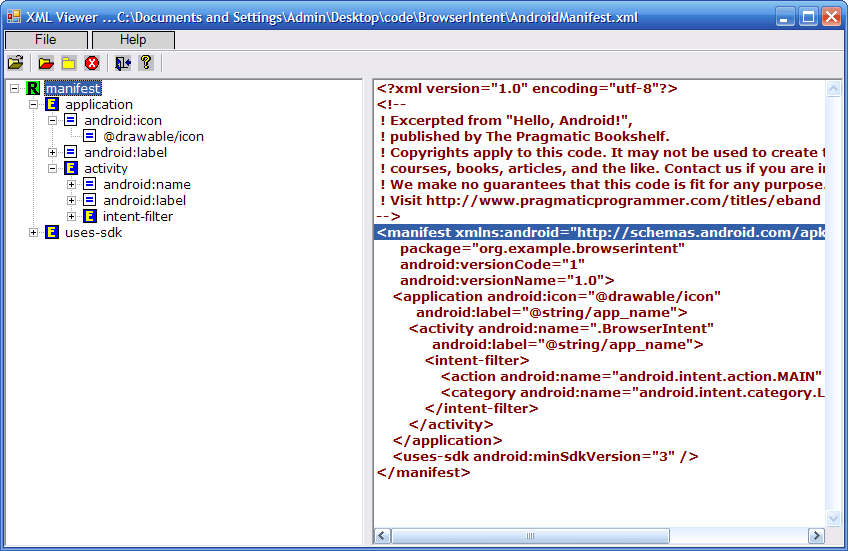 XML Viewer ...C:\Documents and Settings\Admin\Desktop\code\BrowserIntent\AndroidManifest.xml
File Help
R manifest
E application
android:icon
@drawable/icon
android:label
E activity
android:name
android:label
E intent-filter
E uses-sdk
<?xml version="1.0" encoding="utf-8"?>
<!--
! Excerpted from "Hello, Android!",
! published by The Pragmatic Bookshelf.
! Copyrights apply to this code. It may not be used to create t
! courses, books, articles, and the like. Contact us if you are in
! We make no guarantees that this code is fit for any purpose.
! Visit http://www.pragmaticprogrammer.com/titles/eband
-->
<manifest xmlns:android="http://schemas.android.com/apk
package="org.example.browserintent"
android:versionCode="1"
android:versionName="1.0">
<application android:icon="@drawable/icon"
android:label="@string/app_name">
<activity android:name=".BrowserIntent"
android:label="@string/app_name">
<intent-filter>
<action android:name="android.intent.action.MAIN"
<category android:name="android.intent.category.L
</intent-filter>
</activity>
</application>
<uses-sdk android:minSdkVersion="3" />
</manifest>